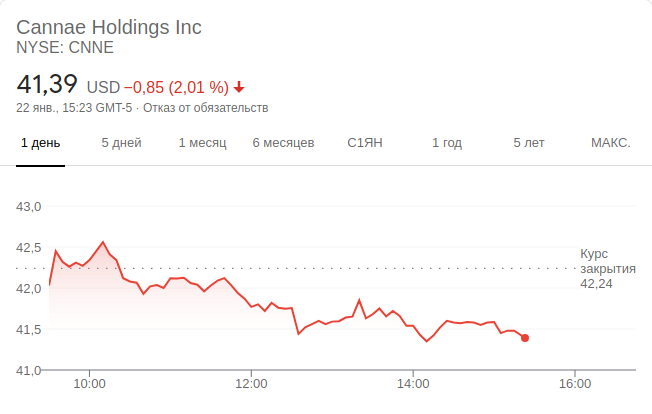 Cannae Holdings Inc
NYSE: CNNE
41,39 USD −0,85 (2,01 %)
22 янв., 15:23 GMT-5 · Отказ от обязательств
1 день 5 дней 1 месяц 6 месяцев С1ЯН 1 год 5 лет МАКС.
43,0
42,5
Курс
закрытия
42,24
42,0
41,5
41,0
10:00 12:00 14:00 16:00